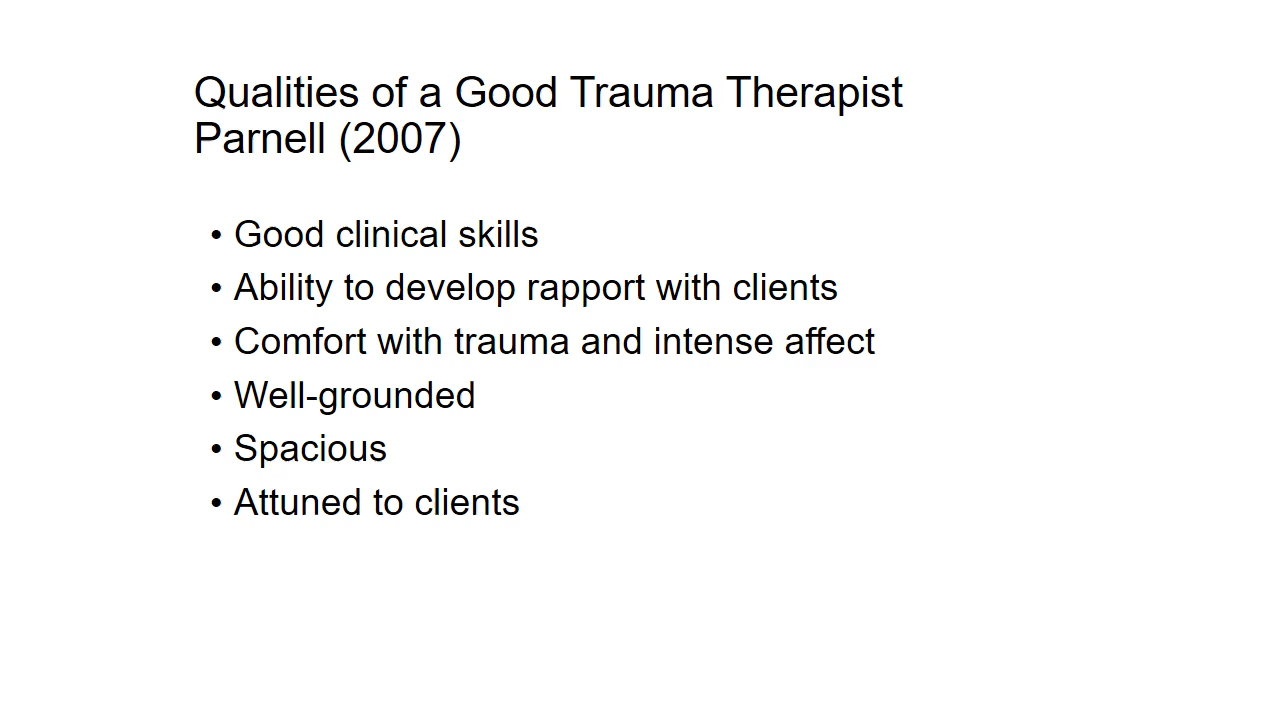 Qualities of a Good Trauma Therapist
Parnell (2007)
• Good clinical skills
• Ability to develop rapport with clients
• Comfort with trauma and intense affect
• Well-grounded
• Spacious
• Attuned to clients